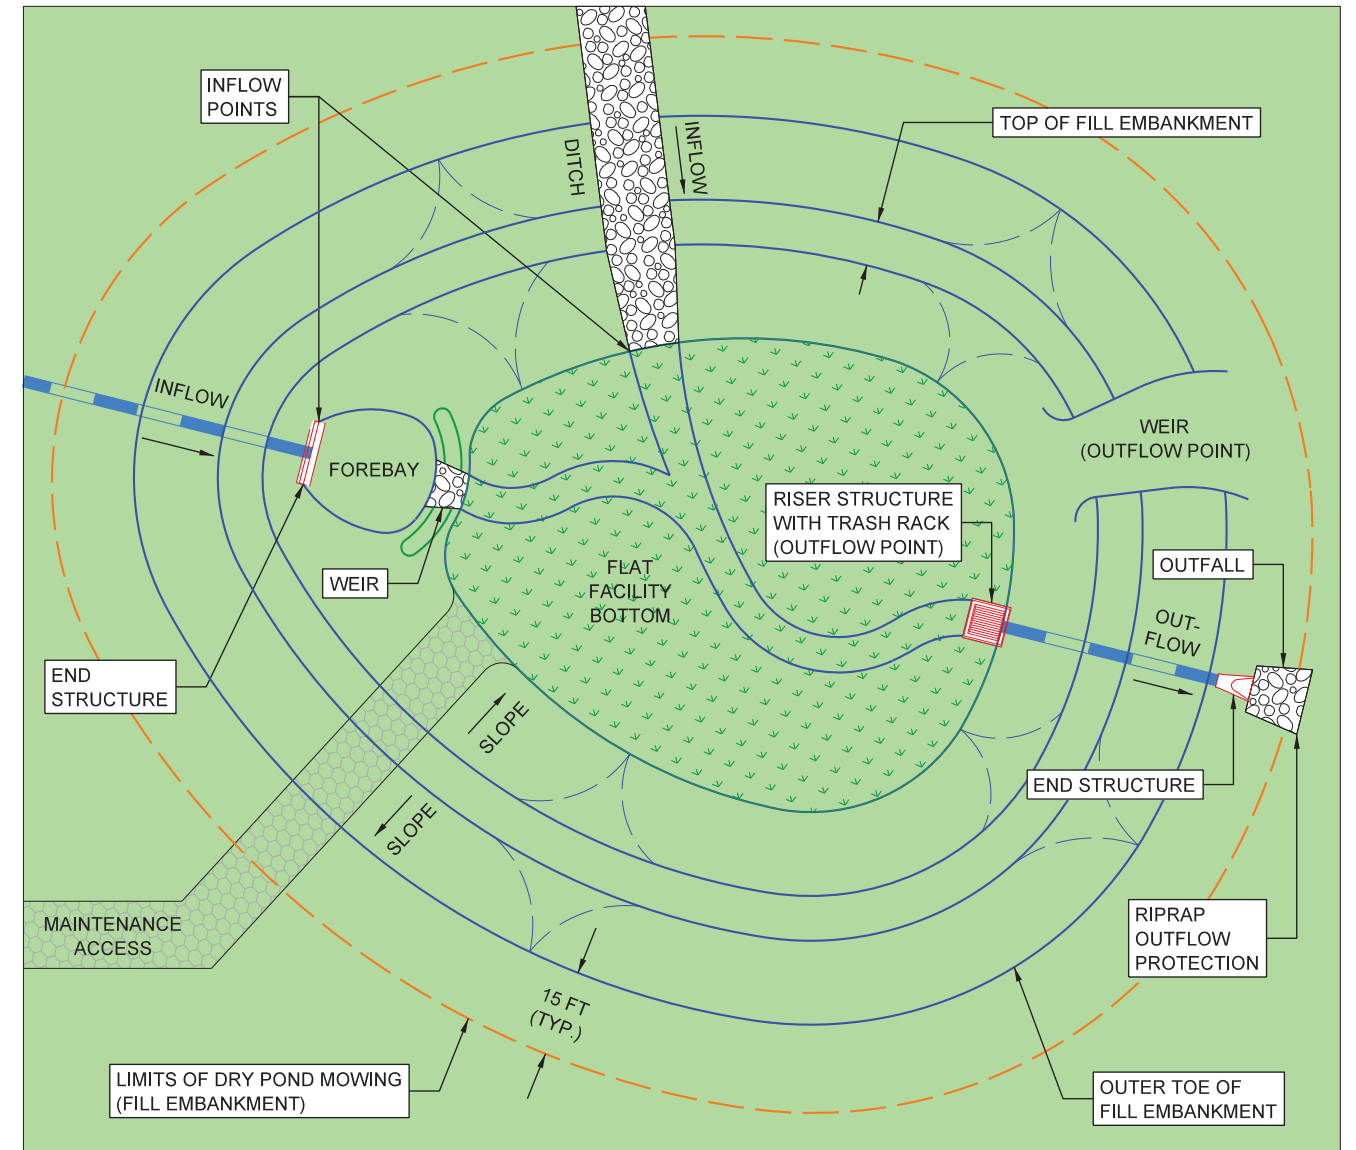 INFLOW
POINTS
DITCH
INFLOW
TOP OF FILL EMBANKMENT
INFLOW
FOREBAY
WEIR
(OUTFLOW POINT)
RISER STRUCTURE
WITH TRASH RACK
(OUTFLOW POINT)
WEIR
FLAT
FACILITY
BOTTOM
OUTFALL
OUT-
FLOW
END
STRUCTURE
SLOPE
SLOPE
END STRUCTURE
MAINTENANCE
ACCESS
RIPRAP
OUTFLOW
PROTECTION
15 FT
(TYP.)
LIMITS OF DRY POND MOWING
(FILL EMBANKMENT)
OUTER TOE OF
FILL EMBANKMENT